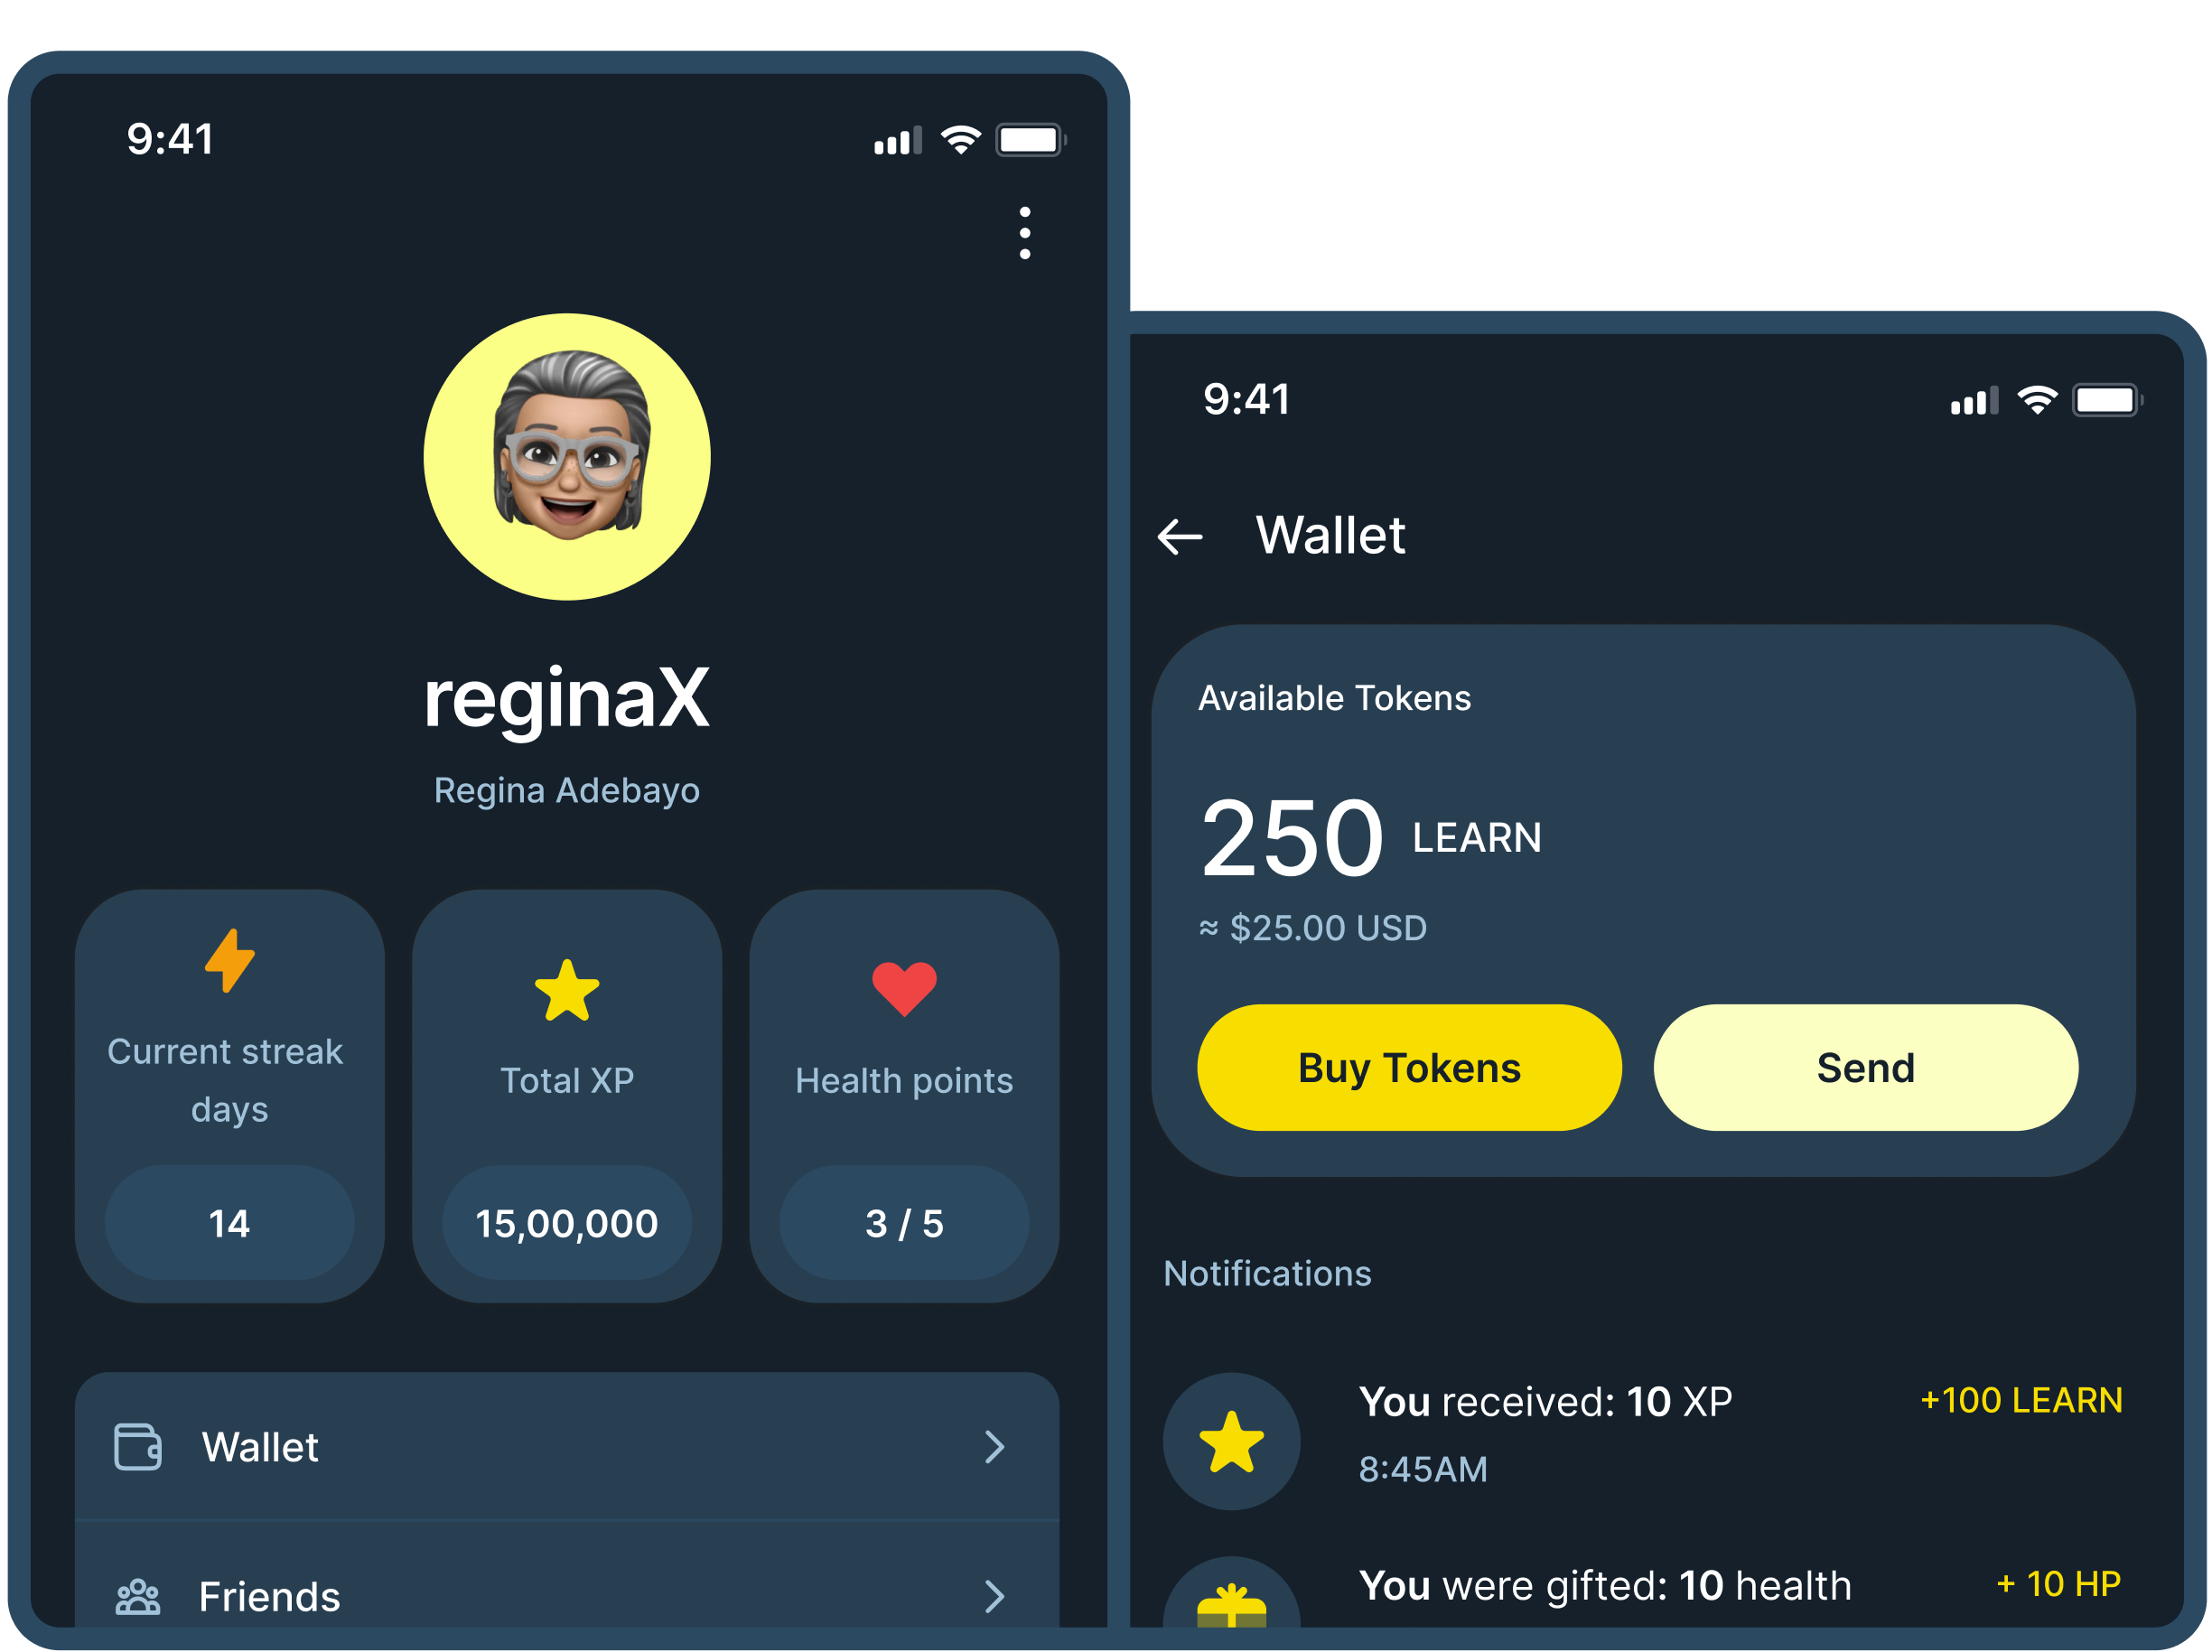 9:41
reginaX
Regina Adebayo
Current streak
days
14
Total XP
15,00,000
Health points
3 / 5
Wallet
Friends
9:41
Wallet
Available Tokens
250 LEARN
≈ $25.00 USD
Buy Tokens
Send
Notifications
You received: 10 XP
+100 LEARN
8:45AM
You were gifted: 10 health
+ 10 HP